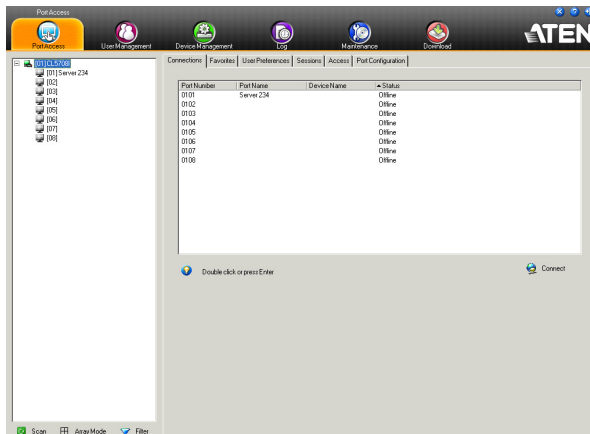 Port Access
PortAccess
User Management
Device Management
Log
Maintenance
Download
ATEN
[01]CL5708I
[01]Server 234
[02]
[03]
[04]
[05]
[06]
[07]
[08]
Connections
Favorites
User Preferences
Sessions
Access
Port Configuration
Port Number
Port Name
Device Name
Status
0101 Server 234 Offline
0102 Offline
0103 Offline
0104 Offline
0105 Offline
0106 Offline
0107 Offline
0108 Offline
Double click or press Enter
Connect
Scan
Array Mode
Filter